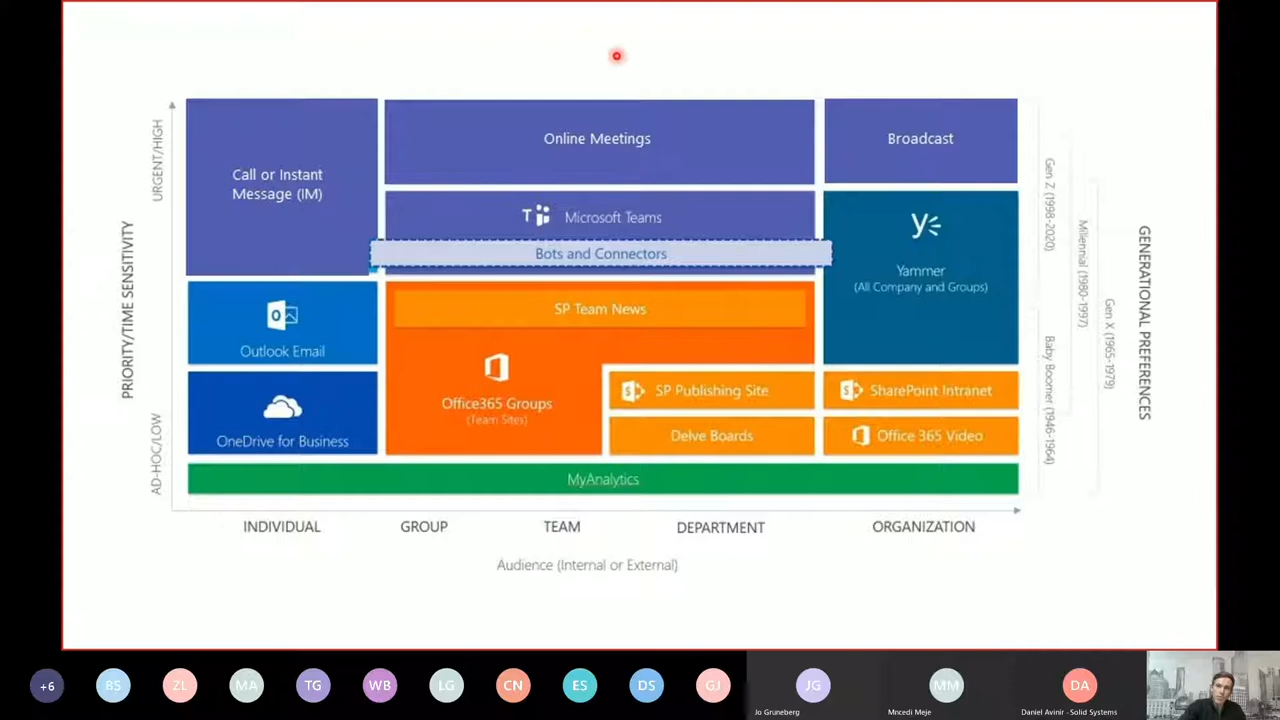 URGENT/HIGH
PRIORITY/TIME SENSITIVITY
AD-HOC/LOW
Call or Instant
Message (IM)
Online Meetings
Broadcast
Microsoft Teams
Bots and Connectors
Yammer
(All Company and Groups)
Outlook Email
SP Team News
Office365 Groups
(Team Sites)
SP Publishing Site
SharePoint Intranet
OneDrive for Business
Delve Boards
Office 365 Video
MyAnalytics
INDIVIDUAL
GROUP
TEAM
DEPARTMENT
ORGANIZATION
Audience (Internal or External)
Gen Z (1998-2020)
Baby Boomer (1946-1964)
Millennial (1980-1997)
Gen X (1965-1979)
GENERATIONAL PREFERENCES
+6
BS
ZL
MA
TG
WB
LG
CN
ES
DS
GJ
JG
MM
DA
Jo Gruneberg
Mncedi Meje
Daniel Avinir - Solid Systems